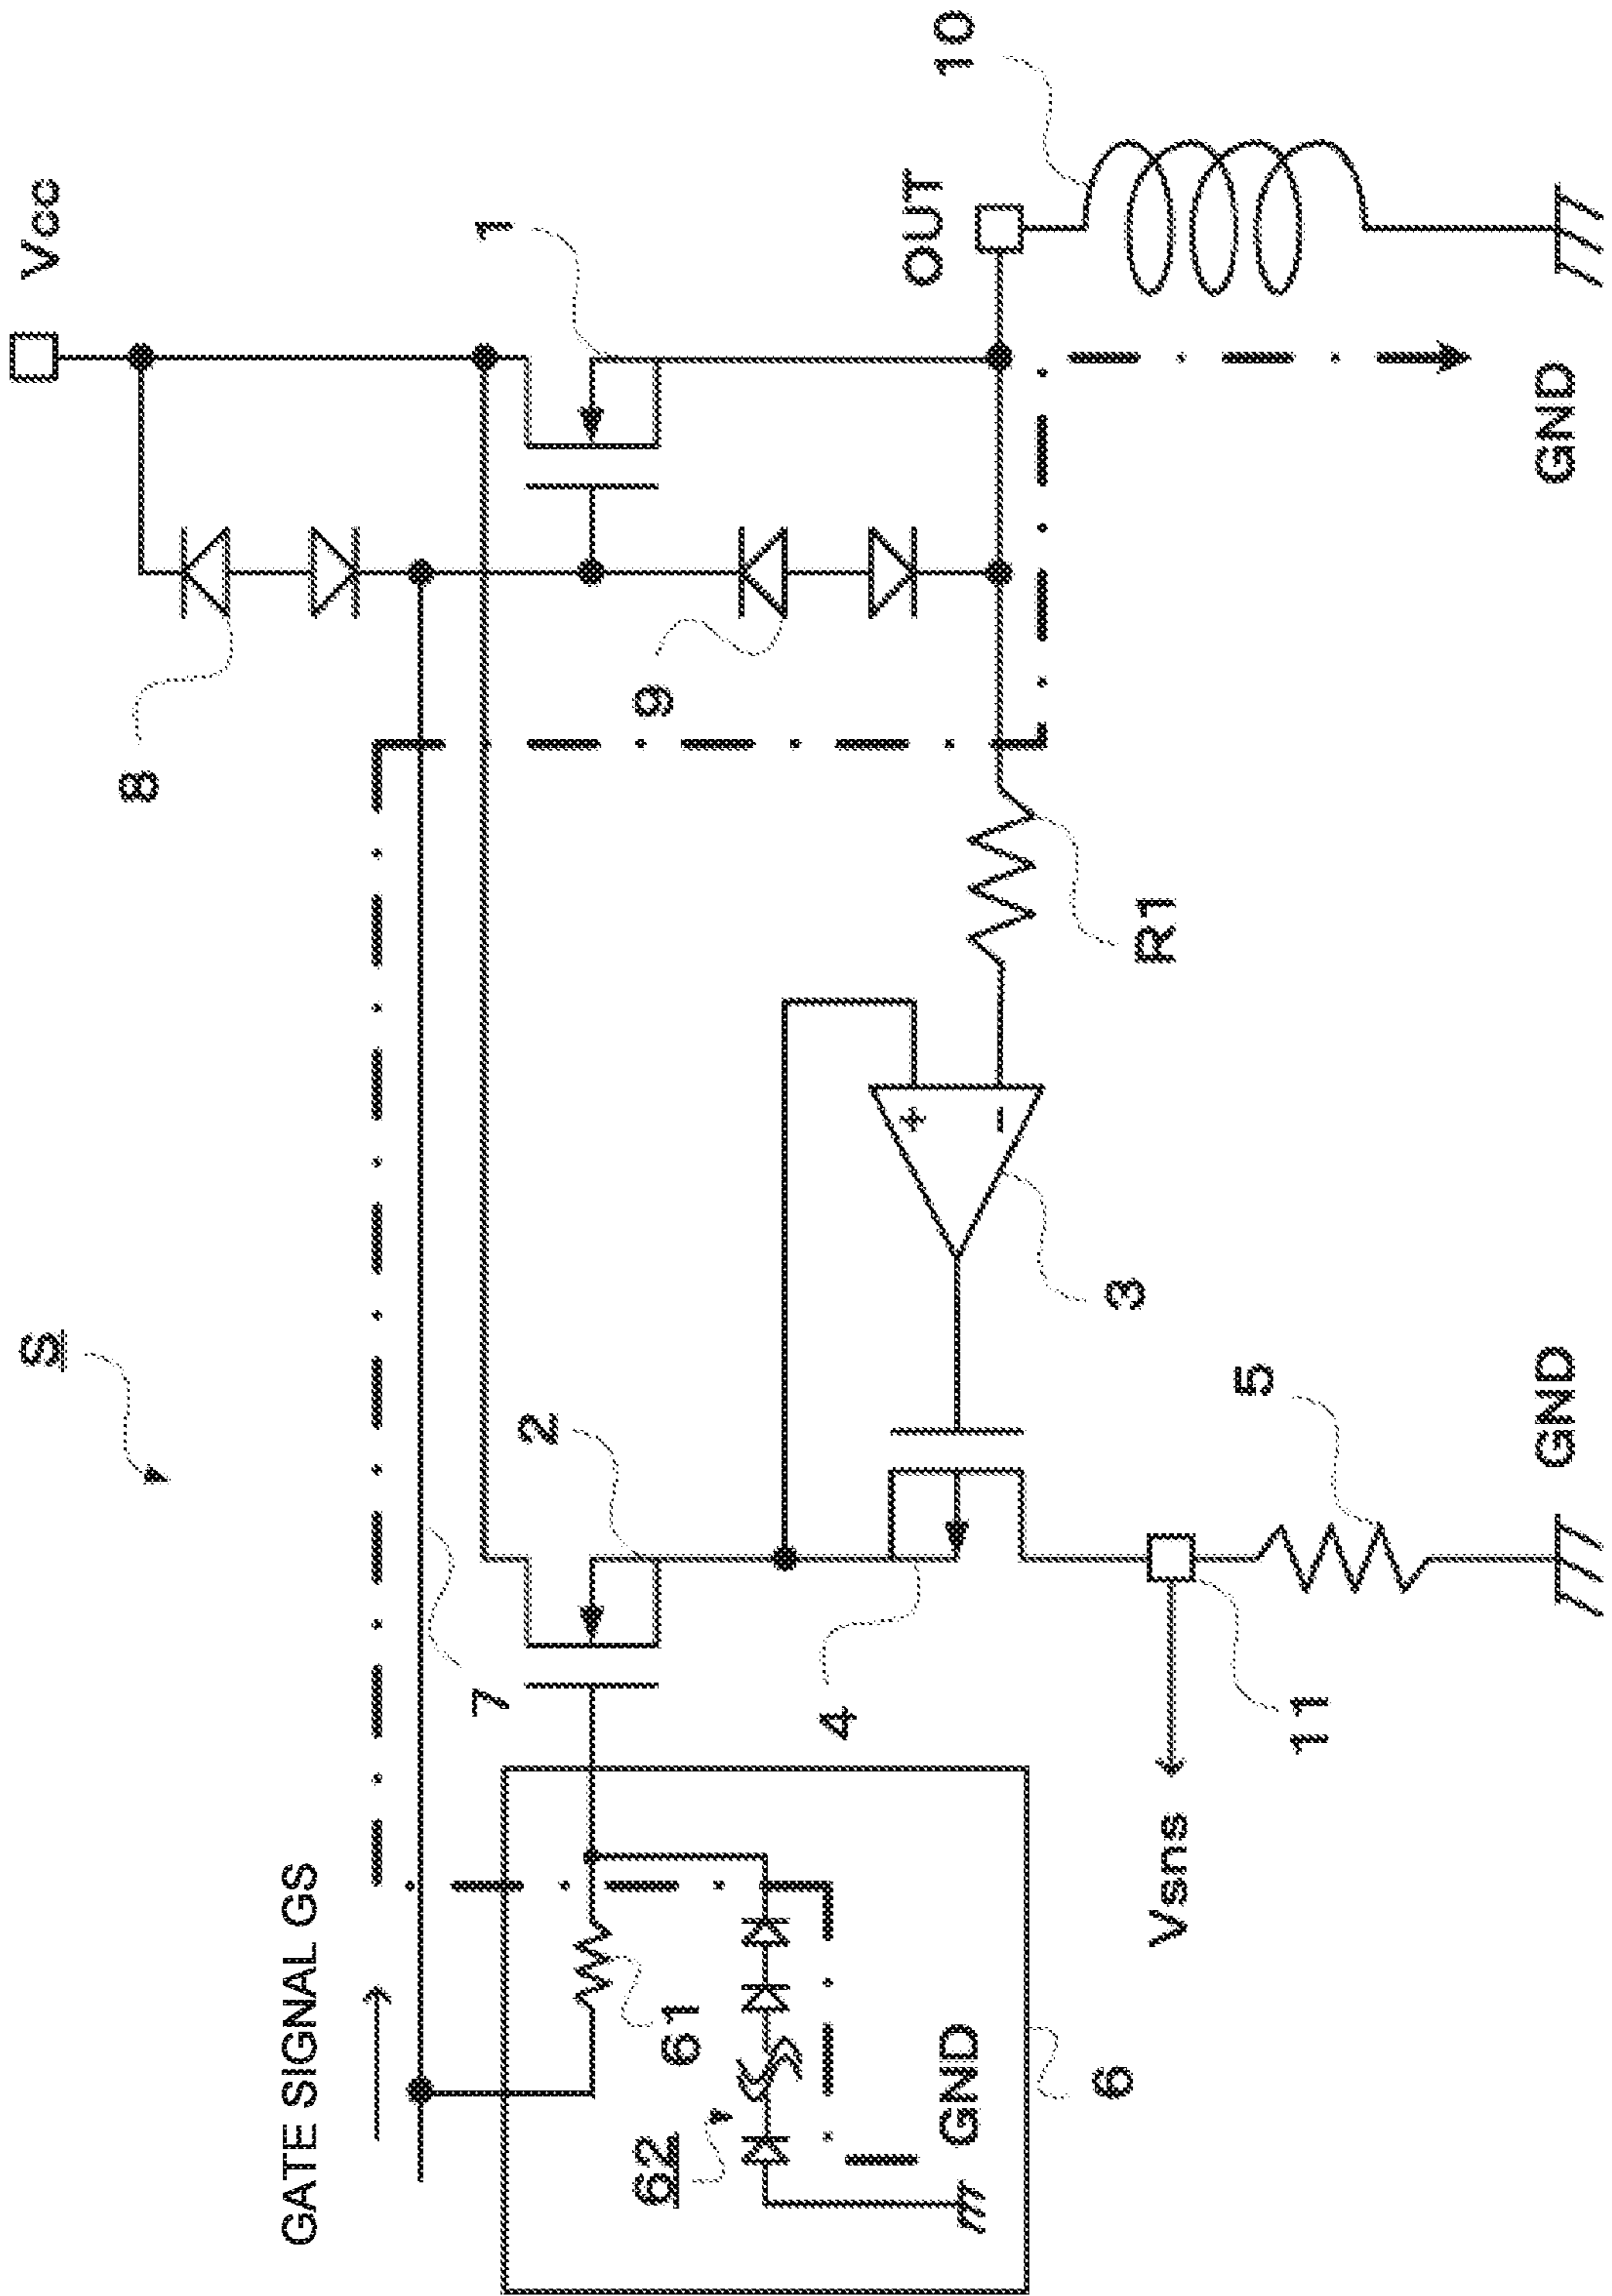 S
Vcc
8
1
GATE SIGNAL GS
7
2
9
OUT
10
61
62
GND
6
4
+
−
3
R1
Vsns
11
5
GND
GND